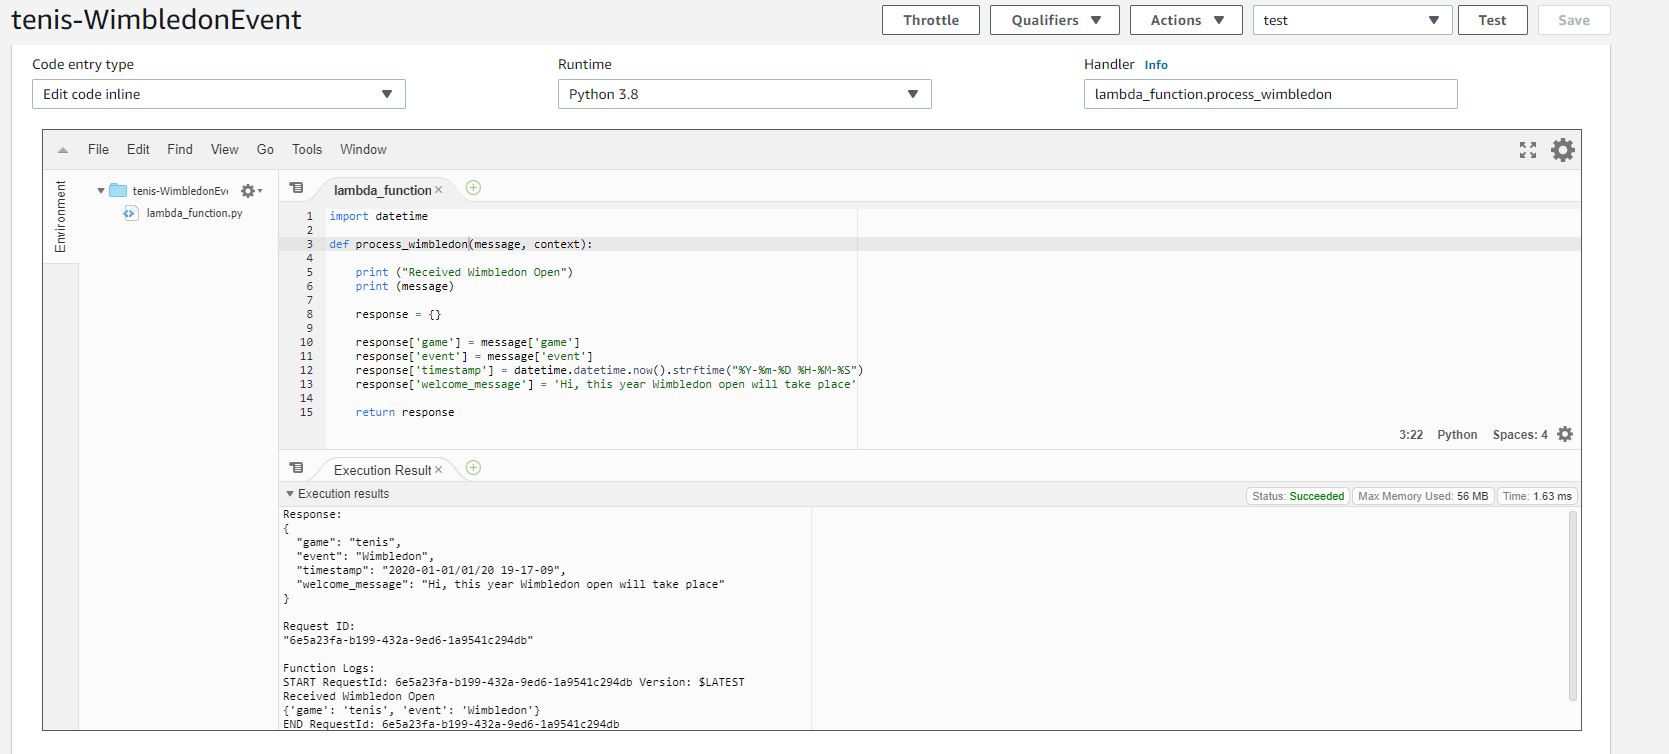 tenis-WimbledonEvent
Throttle Qualifiers Actions test Test Save
Code entry type Runtime Handler Info
Edit code inline Python 3.8 lambda_function.process_wimbledon
File Edit Find View Go Tools Window
Environment
tenis-WimbledonEv
lambda_function.py
lambda_function
1 import datetime
2
3 def process_wimbledon(message, context):
4
5 print ("Received Wimbledon Open")
6 print (message)
7
8 response = {}
9
10 response['game'] = message['game']
11 response['event'] = message['event']
12 response['timestamp'] = datetime.datetime.now().strftime("%Y-%m-%D %H-%M-%S")
13 response['welcome_message'] = 'Hi, this year Wimbledon open will take place'
14
15 return response
3:22 Python Spaces: 4
Execution Result
Execution results Status: Succeeded Max Memory Used: 56 MB Time: 1.63 ms
Response:
{
"game": "tenis",
"event": "Wimbledon",
"timestamp": "2020-01-01/01/20 19-17-09",
"welcome_message": "Hi, this year Wimbledon open will take place"
}
Request ID:
"6e5a23fa-b199-432a-9ed6-1a9541c294db"
Function Logs:
START RequestId: 6e5a23fa-b199-432a-9ed6-1a9541c294db Version: $LATEST
Received Wimbledon Open
{'game': 'tenis', 'event': 'Wimbledon'}
END RequestId: 6e5a23fa-b199-432a-9ed6-1a9541c294db